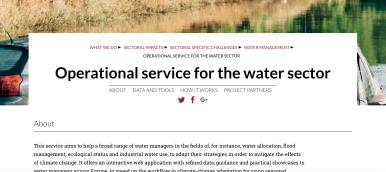 WHAT WE DO ▸ SECTORAL IMPACTS ▸ SECTORAL SPECIFIC CHALLENGES ▸ WATER MANAGEMENT ▸
OPERATIONAL SERVICE FOR THE WATER SECTOR
Operational service for the water sector
ABOUT DATA AND TOOLS HOW IT WORKS PROJECT PARTNERS
About
This service aims to help a broad range of water managers in the fields of, for instance, water allocation, flood
management, ecological status and industrial water use, to adapt their strategies in order to mitigate the effects
of climate change. It offers an interactive web application with refined data, guidance and practical showcases to
water managers across Europe, to speed up the workflow in climate-change adaptation by using seasonal